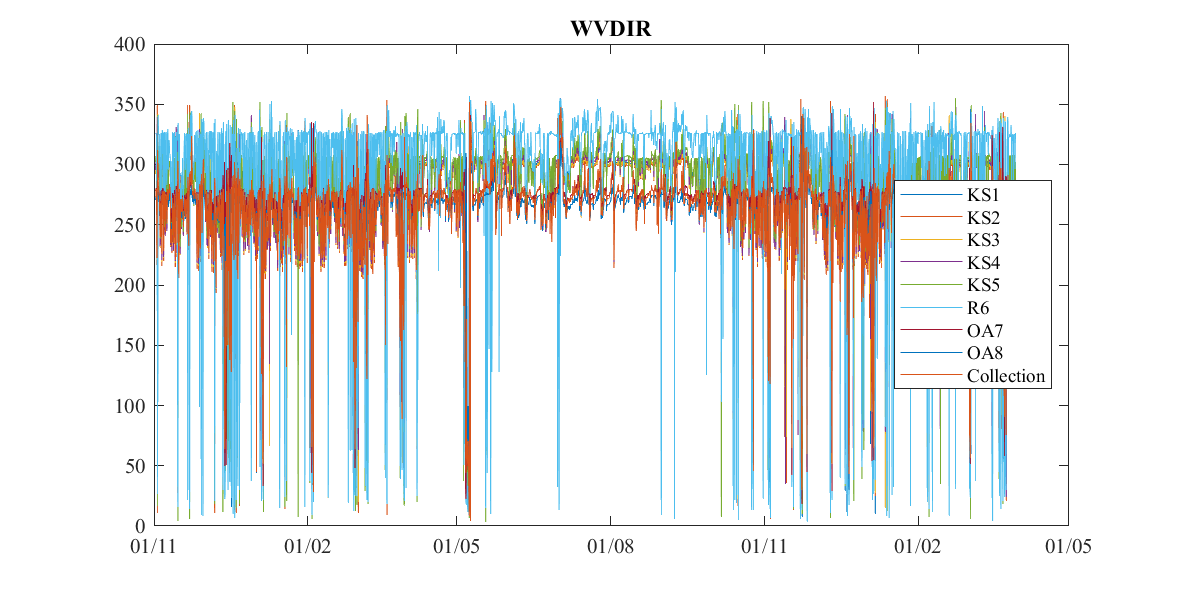 WVDIR
400
350
300
250
200
150
100
50
0
KS1
KS2
KS3
KS4
KS5
R6
OA7
OA8
Collection
01/11 01/02 01/05 01/08 01/11 01/02 01/05